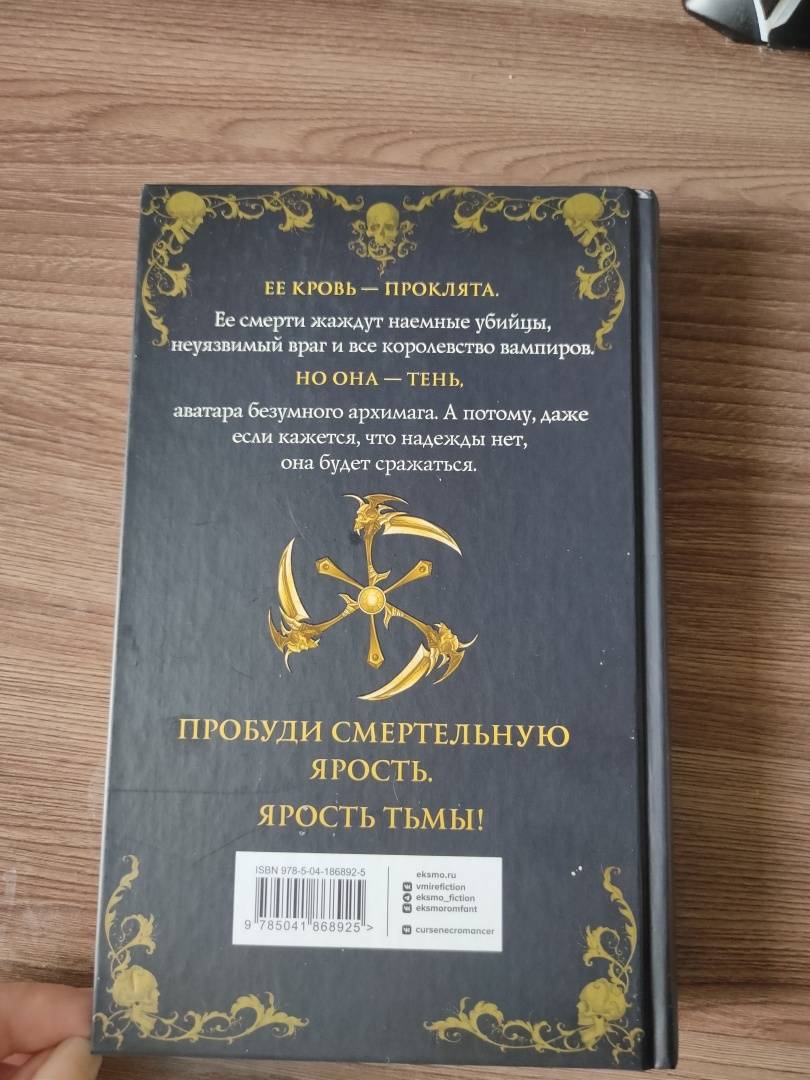 ЕЕ КРОВЬ — ПРОКЛЯТА.
Ее смерти жаждут наемные убийцы,
неуязвимый враг и все королевство вампиров.
НО ОНА — ТЕНЬ,
аватара безумного архимага. А потому, даже
если кажется, что надежды нет,
она будет сражаться.
ПРОБУДИ СМЕРТЕЛЬНУЮ
ЯРОСТЬ.
ЯРОСТЬ ТЬМЫ!
ISBN 978-5-04-186892-5
9 785041 868925 >
eksmo.ru
vmirefiction
eksmo_fiction
eksmoromfant
cursenecromancer